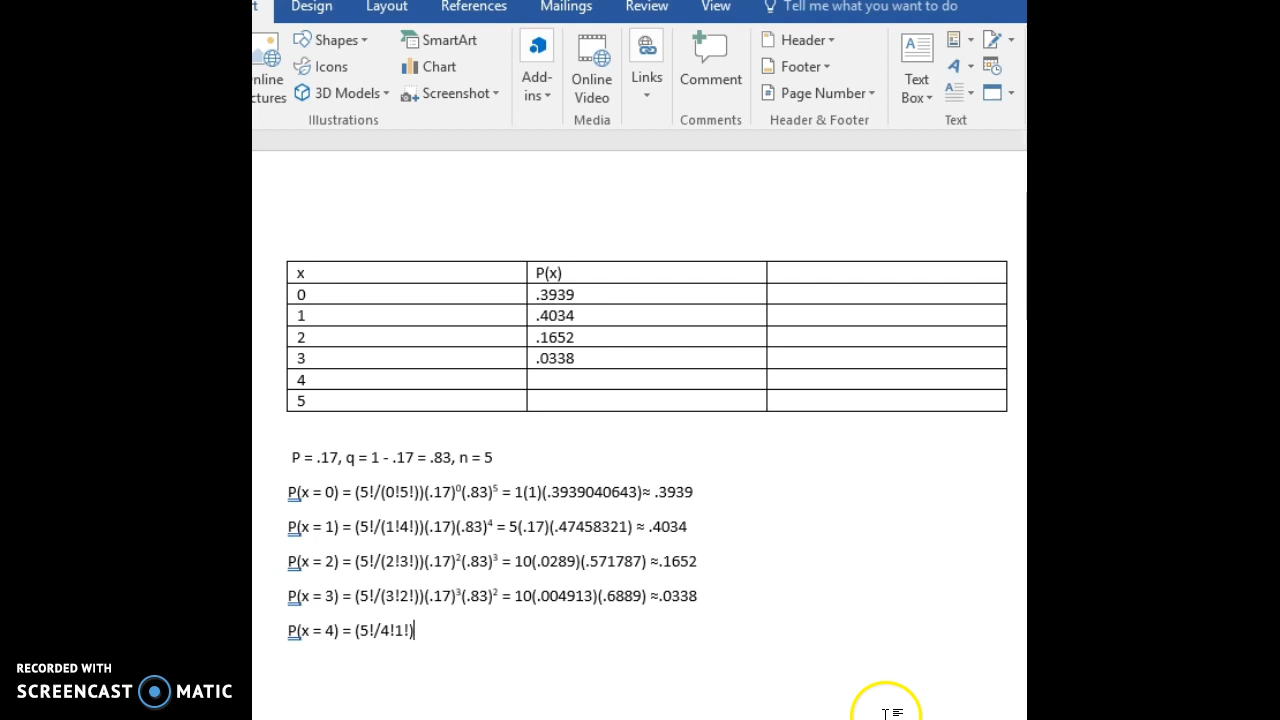 Design Layout References Mailings Review View Tell me what you want to do
Shapes SmartArt Header
Icons Chart Footer
3D Models Screenshot Page Number
Add-ins
Online Video
Links
Comment
Text Box
Illustrations Media Comments Header & Footer Text
x P(x)
0 .3939
1 .4034
2 .1652
3 .0338
4
5
P = .17, q = 1 - .17 = .83, n = 5
P(x = 0) = (5!/(0!5!))(.17)⁰(.83)⁵ = 1(1)(.3939040643)≈ .3939
P(x = 1) = (5!/(1!4!))(.17)(.83)⁴ = 5(.17)(.47458321) ≈ .4034
P(x = 2) = (5!/(2!3!))(.17)²(.83)³ = 10(.0289)(.571787) ≈.1652
P(x = 3) = (5!/(3!2!))(.17)³(.83)² = 10(.004913)(.6889) ≈.0338
P(x = 4) = (5!/4!1!)
RECORDED WITH
SCREENCAST MATIC